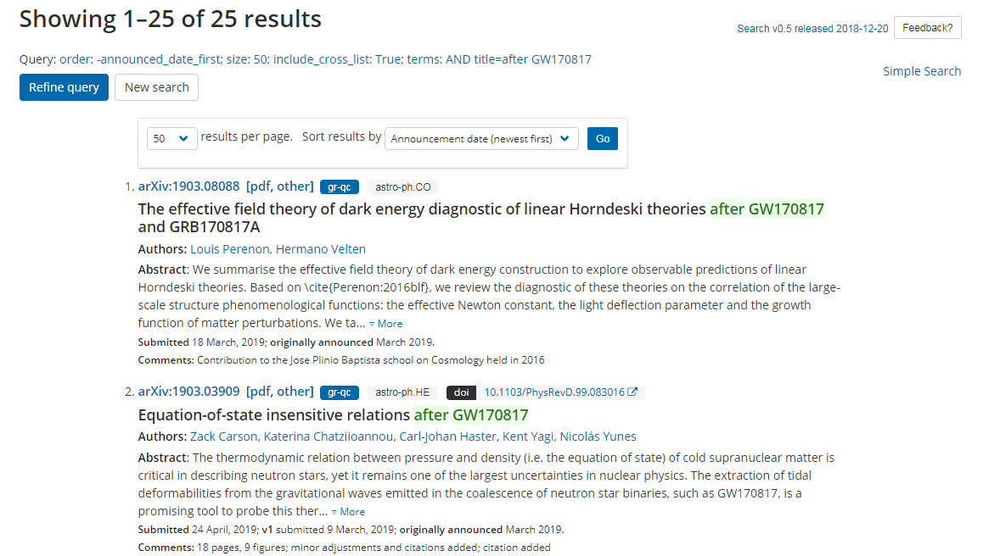 Showing 1–25 of 25 results
Search v0.5 released 2018-12-20
Feedback?
Query: order: -announced_date_first; size: 50; include_cross_list: True; terms: AND title=after GW170817
Simple Search
Refine query
New search
50 results per page. Sort results by Announcement date (newest first) Go
1. arXiv:1903.08088 [pdf, other] gr-qc astro-ph.CO
The effective field theory of dark energy diagnostic of linear Horndeski theories after GW170817
and GRB170817A
Authors: Louis Perenon, Hermano Velten
Abstract: We summarise the effective field theory of dark energy construction to explore observable predictions of linear
Horndeski theories. Based on \cite{Perenon:2016blf}, we review the diagnostic of these theories on the correlation of the large-
scale structure phenomenological functions: the effective Newton constant, the light deflection parameter and the growth
function of matter perturbations. We ta... ▿ More
Submitted 18 March, 2019; originally announced March 2019.
Comments: Contribution to the Jose Plinio Baptista school on Cosmology held in 2016
2. arXiv:1903.03909 [pdf, other] gr-qc astro-ph.HE doi 10.1103/PhysRevD.99.083016
Equation-of-state insensitive relations after GW170817
Authors: Zack Carson, Katerina Chatziioannou, Carl-Johan Haster, Kent Yagi, Nicolás Yunes
Abstract: The thermodynamic relation between pressure and density (i.e. the equation of state) of cold supranuclear matter is
critical in describing neutron stars, yet it remains one of the largest uncertainties in nuclear physics. The extraction of tidal
deformabilities from the gravitational waves emitted in the coalescence of neutron star binaries, such as GW170817, is a
promising tool to probe this ther... ▿ More
Submitted 24 April, 2019; v1 submitted 9 March, 2019; originally announced March 2019.
Comments: 18 pages, 9 figures; minor adjustments and citations added; citation added